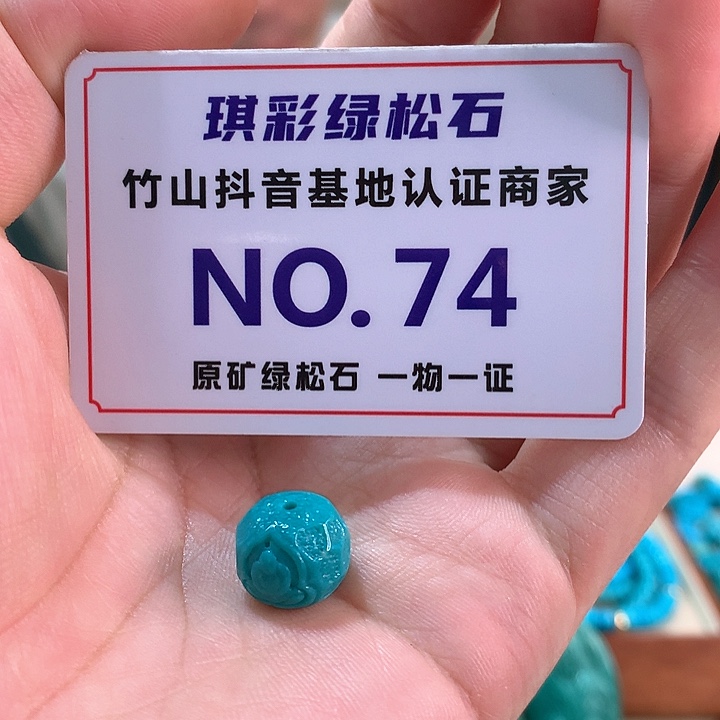 琪彩绿松石
竹山抖音基地认证商家
NO.74
原矿绿松石 一物一证